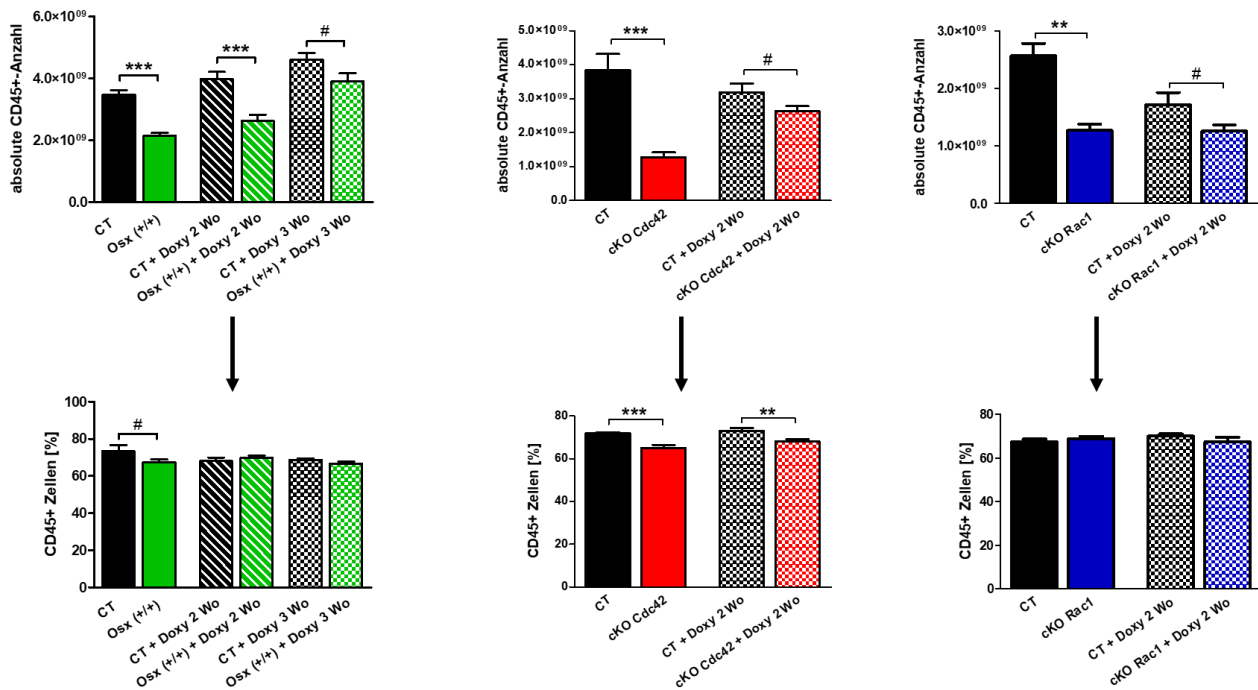 absolute CD45+-Anzahl
6.0×10⁰⁹
4.0×10⁰⁹
2.0×10⁰⁹
0.0
***
***
#
CT
Osx (+/+)
CT + Doxy 2 Wo
Osx (+/+) + Doxy 2 Wo
CT + Doxy 3 Wo
Osx (+/+) + Doxy 3 Wo
absolute CD45+-Anzahl
5.0×10⁰⁹
4.0×10⁰⁹
3.0×10⁰⁹
2.0×10⁰⁹
1.0×10⁰⁹
0.0
***
#
CT
cKO Cdc42
CT + Doxy 2 Wo
cKO Cdc42 + Doxy 2 Wo
absolute CD45+-Anzahl
3.0×10⁰⁹
2.0×10⁰⁹
1.0×10⁰⁹
0.0
**
#
CT
cKO Rac1
CT + Doxy 2 Wo
cKO Rac1 + Doxy 2 Wo
CD45+ Zellen [%]
100
80
60
40
20
0
#
CT
Osx (+/+)
CT + Doxy 2 Wo
Osx (+/+) + Doxy 2 Wo
CT + Doxy 3 Wo
Osx (+/+) + Doxy 3 Wo
CD45+ Zellen [%]
80
60
40
20
0
***
**
CT
cKO Cdc42
CT + Doxy 2 Wo
cKO Cdc42 + Doxy 2 Wo
CD45+ Zellen [%]
80
60
40
20
0
CT
cKO Rac1
CT + Doxy 2 Wo
cKO Rac1 + Doxy 2 Wo